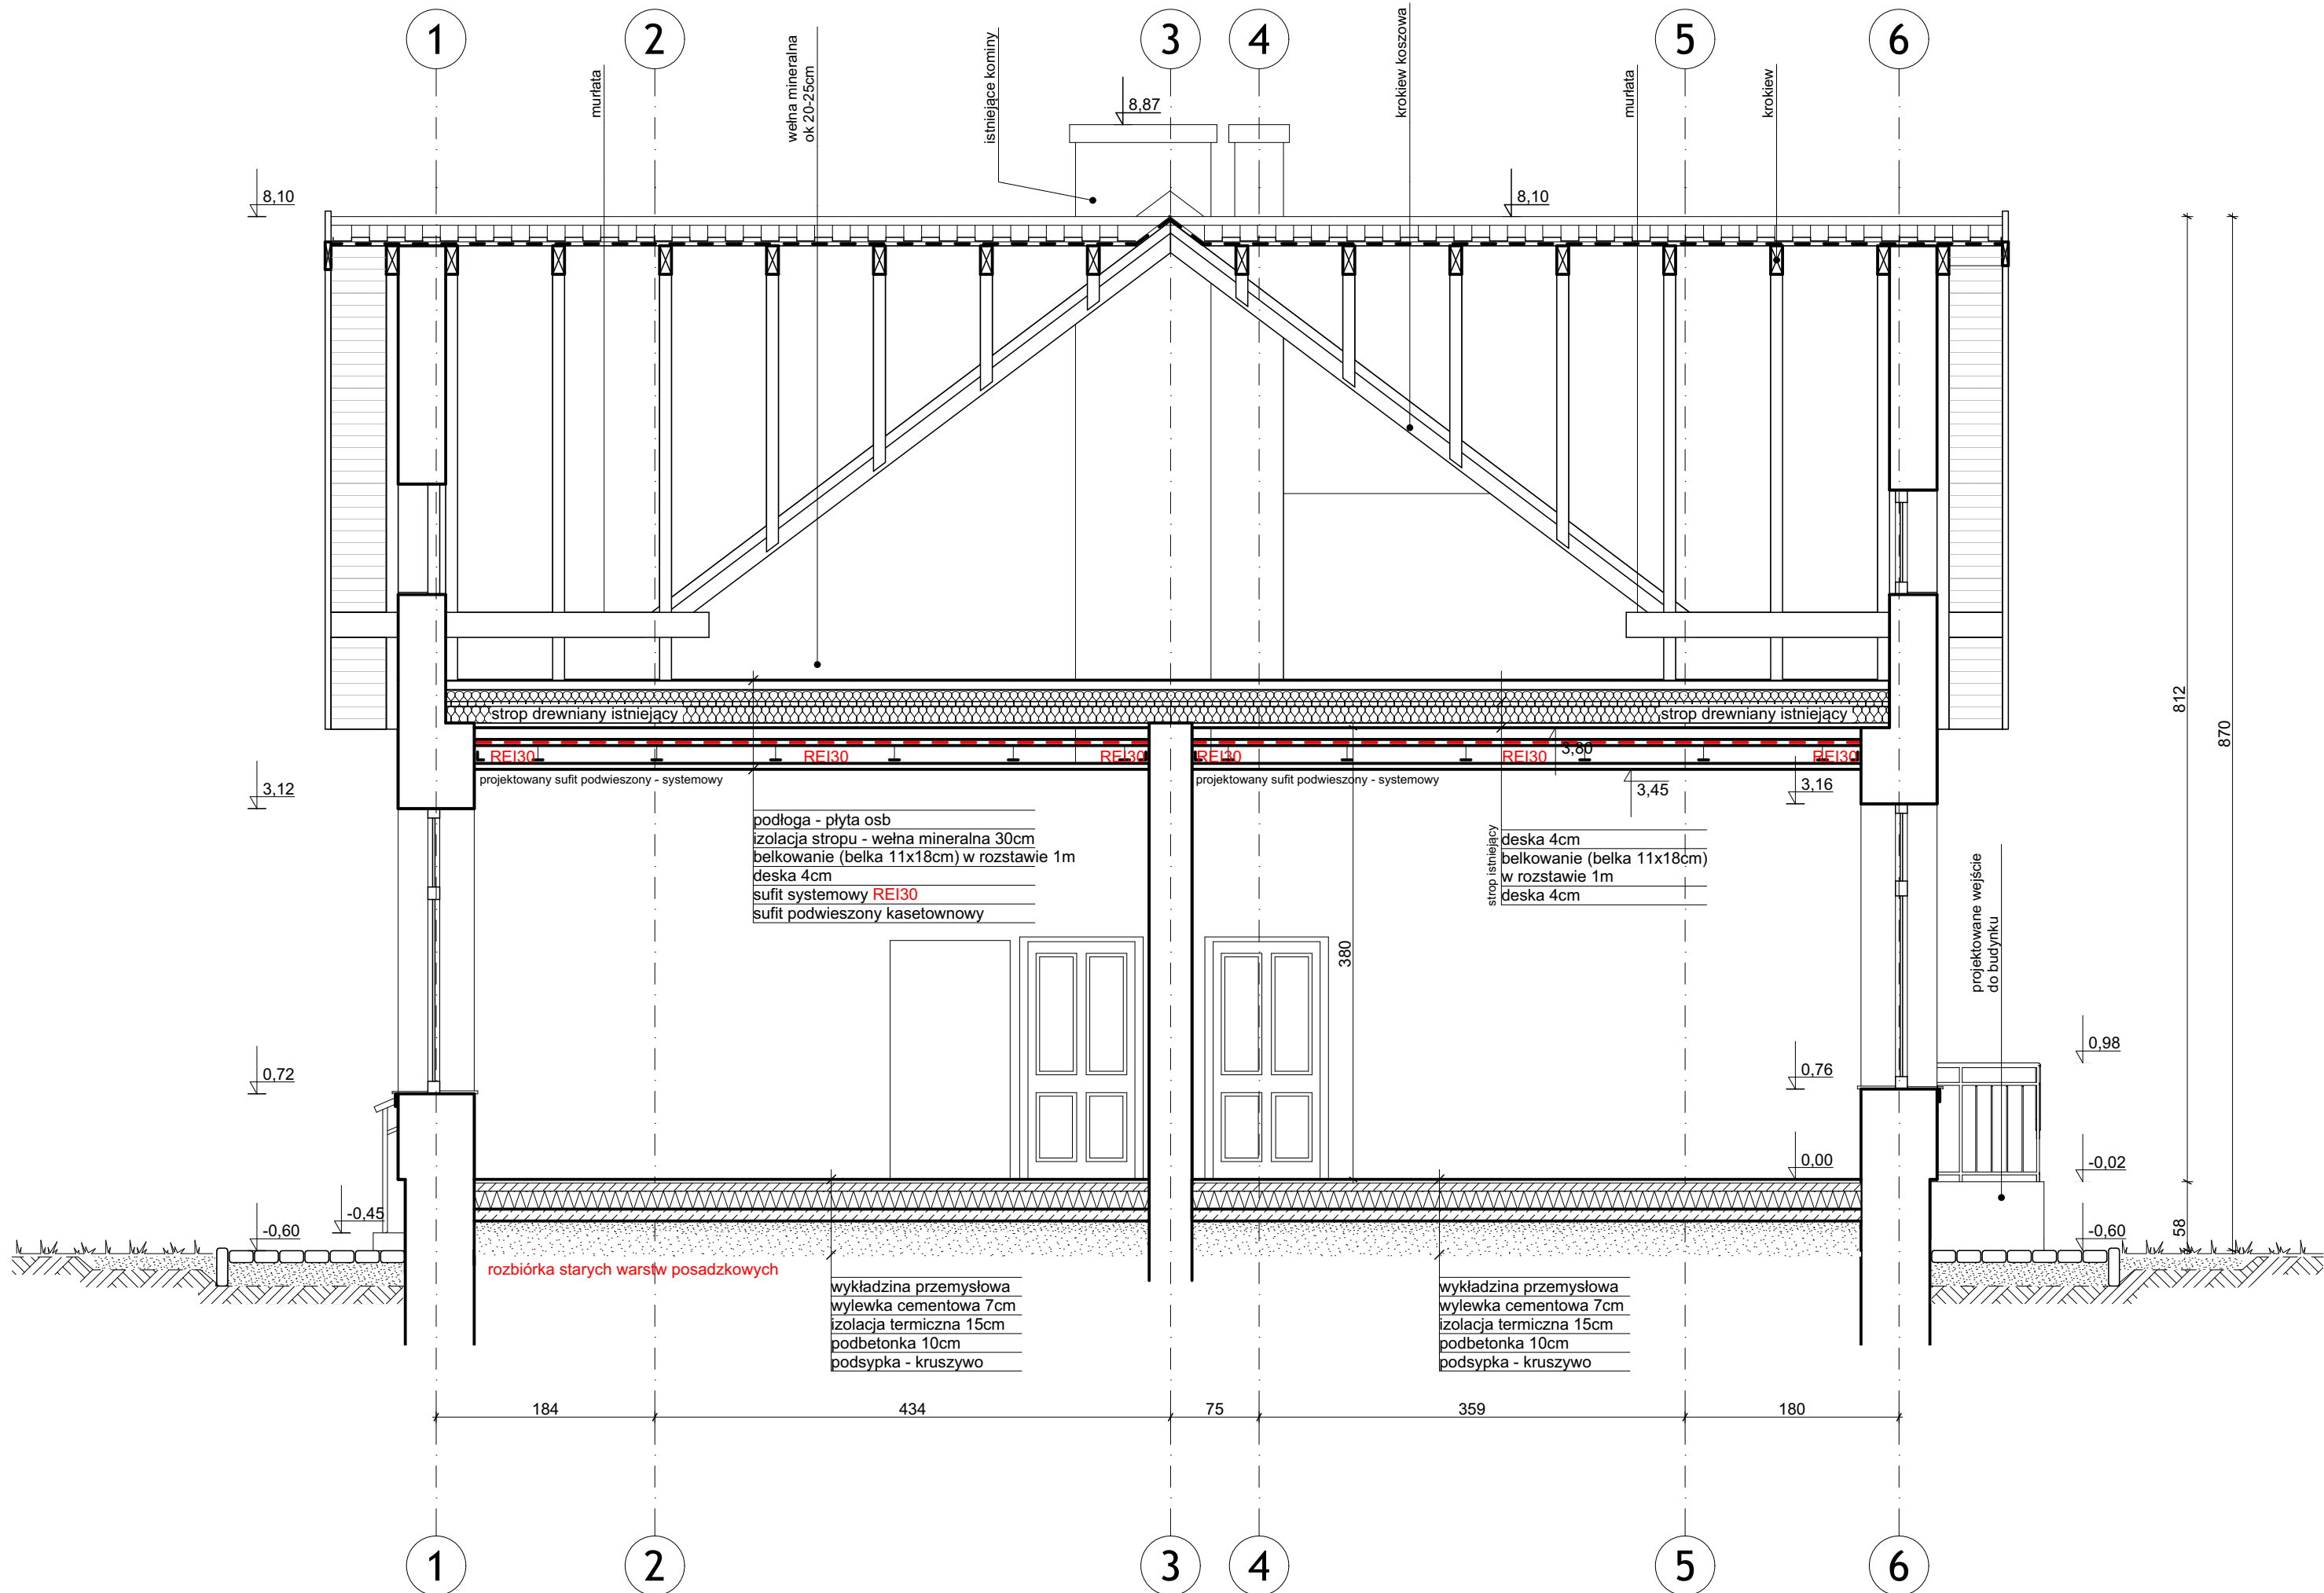 1
2
3
4
5
6
murłata
wełna mineralna
ok 20-25cm
istniejące kominy
8,87
krokiew koszowa
murłata
krokiew
8,10
8,10
812
870
strop drewniany istniejący
strop drewniany istniejący
REI30
REI30
REI30
REI30
REI30
REI30
3,80
projektowany sufit podwieszony - systemowy
projektowany sufit podwieszony - systemowy
3,12
3,45
3,16
podłoga - płyta osb
izolacja stropu - wełna mineralna 30cm
belkowanie (belka 11x18cm) w rozstawie 1m
deska 4cm
sufit systemowy REI30
sufit podwieszony kasetownowy
strop istniejący
deska 4cm
belkowanie (belka 11x18cm)
w rozstawie 1m
deska 4cm
380
projektowane wejście
do budynku
0,72
0,76
0,98
0,00
-0,02
-0,45
-0,60
-0,60
58
rozbiórka starych warstw posadzkowych
wykładzina przemysłowa
wylewka cementowa 7cm
izolacja termiczna 15cm
podbetonka 10cm
podsypka - kruszywo
wykładzina przemysłowa
wylewka cementowa 7cm
izolacja termiczna 15cm
podbetonka 10cm
podsypka - kruszywo
184
434
75
359
180
1
2
3
4
5
6